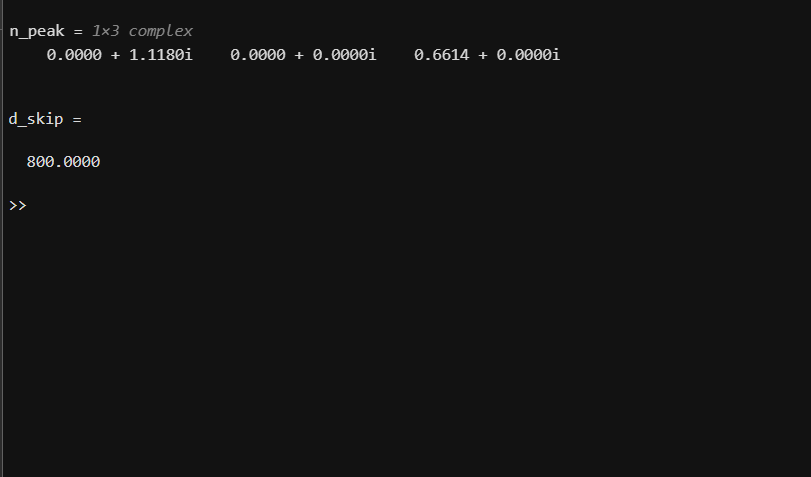 n_peak = 1×3 complex
0.0000 + 1.1180i    0.0000 + 0.0000i    0.6614 + 0.0000i
d_skip =
800.0000
>>